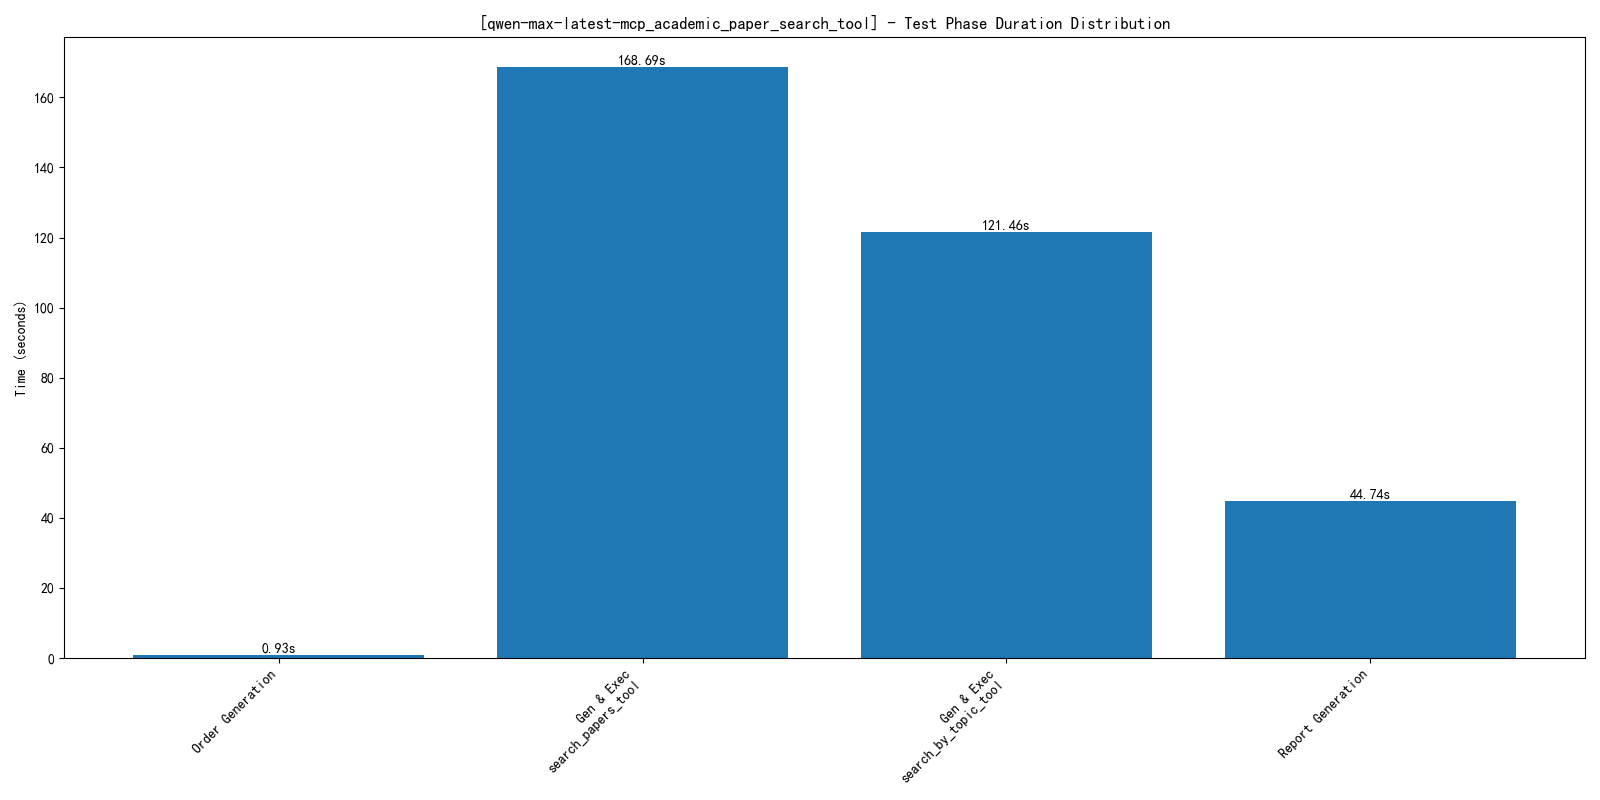 [qwen-max-latest-mcp_academic_paper_search_tool] - Test Phase Duration Distribution
Time (seconds)
160
140
120
100
80
60
40
20
0
0.93s
168.69s
121.46s
44.74s
Order Generation
Gen & Exec
search_papers_tool
Gen & Exec
search_by_topic_tool
Report Generation